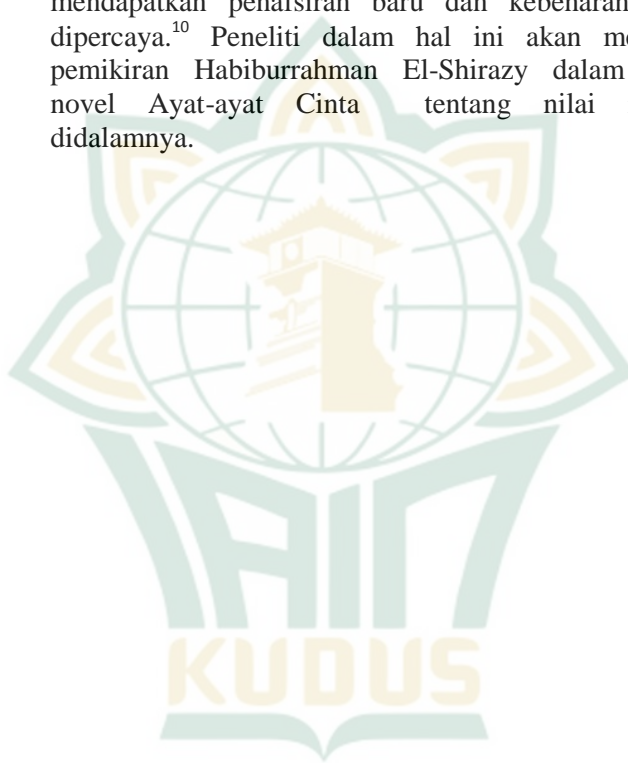 mendapatkan penafsiran baru dan kebenaran
dipercaya.¹⁰ Peneliti dalam hal ini akan
pemikiran Habiburrahman El-Shirazy dalam
novel Ayat-ayat Cinta tentang nilai
didalamnya.
IAIN
KUDUS